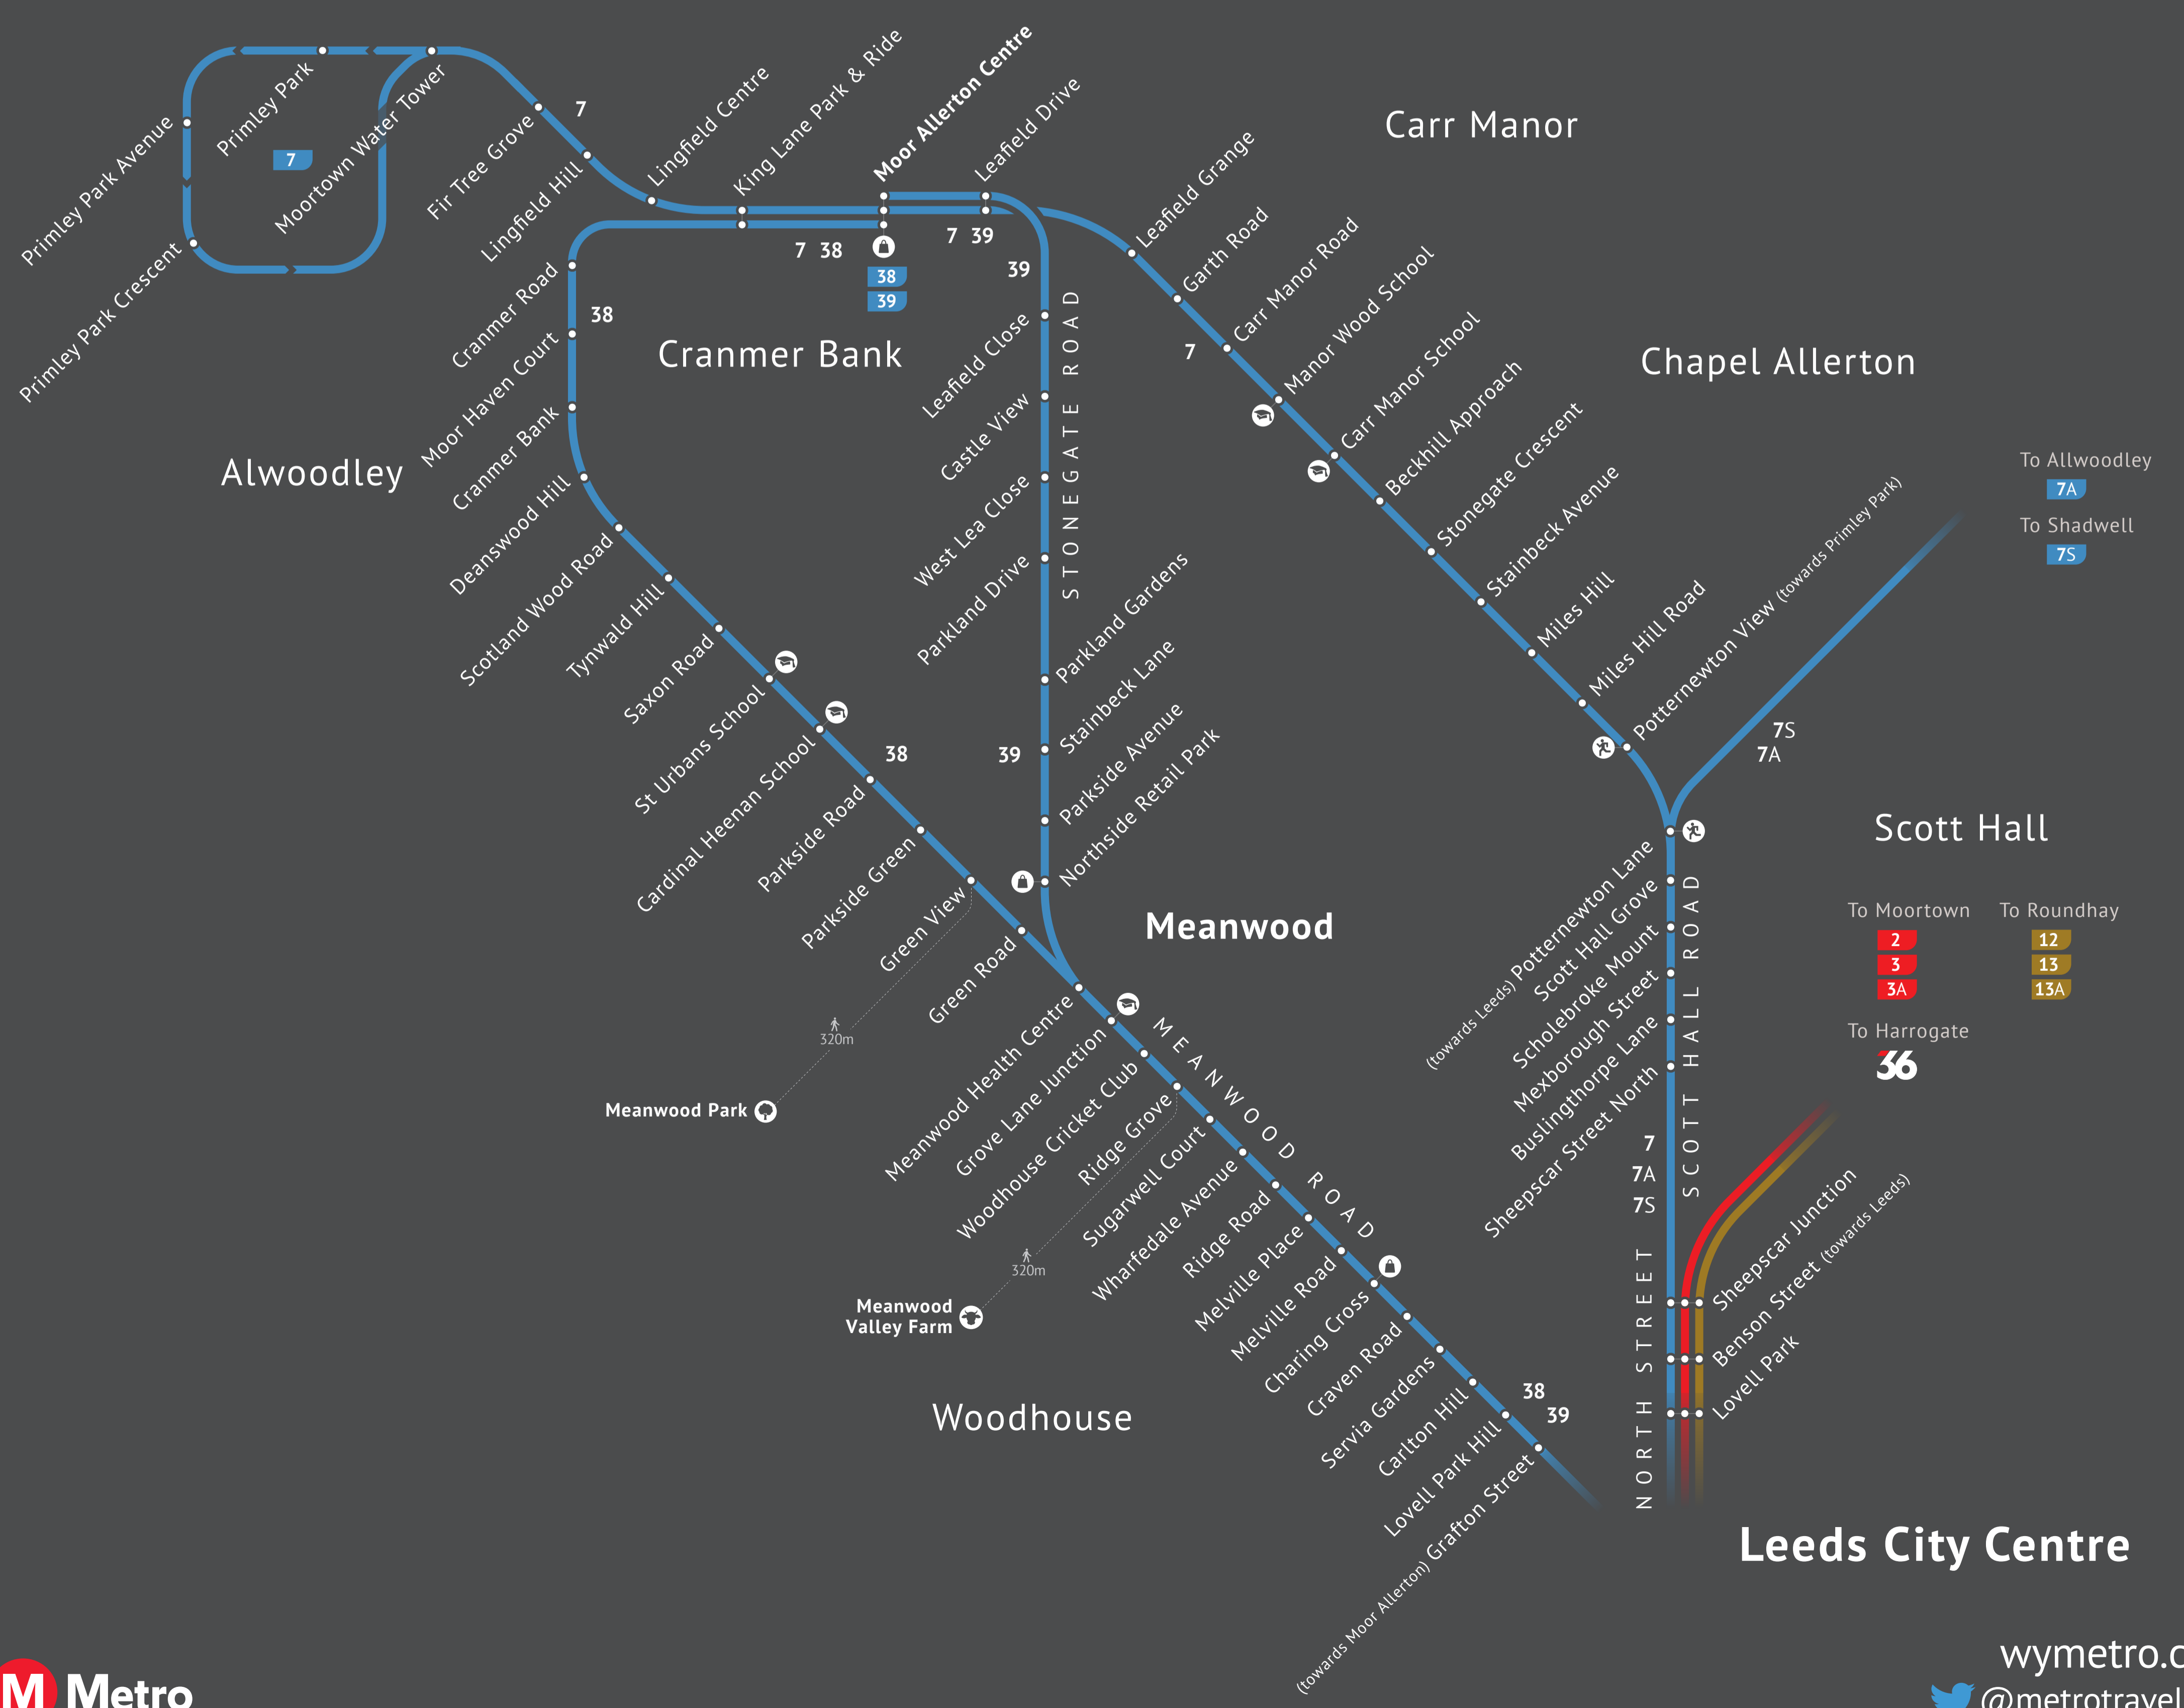 Primley Park Avenue
Primley Park
7
Moortown Water Tower
Primley Park Crescent
Fir Tree Grove
7
Lingfield Hill
Lingfield Centre
King Lane Park & Ride
Moor Allerton Centre
Leafield Drive
7 38
7 39
38
39
39
Leafield Grange
Garth Road
Carr Manor Road
Manor Wood School
Carr Manor School
Beckhill Approach
Stonegate Crescent
Stainbeck Avenue
Miles Hill
Miles Hill Road
Potternewton View (towards Primley Park)
7
Carr Manor
Chapel Allerton
To Allwoodley
7A
To Shadwell
7S
7S
7A
Cranmer Road
38
Moor Haven Court
Cranmer Bank
Cranmer Bank
Alwoodley
Deanswood Hill
Scotland Wood Road
Tynwald Hill
Saxon Road
St Urbans School
Cardinal Heenan School
38
Parkside Road
Parkside Green
Green View
Green Road
Leafield Close
Castle View
West Lea Close
Parkland Drive
STONEGATE ROAD
Parkland Gardens
Stainbeck Lane
39
Parkside Avenue
Northside Retail Park
Meanwood
320m
Meanwood Park
Meanwood Health Centre
Grove Lane Junction
Woodhouse Cricket Club
Ridge Grove
MEANWOOD ROAD
320m
Meanwood
Valley Farm
Sugarwell Court
Wharfedale Avenue
Ridge Road
Melville Place
Melville Road
Charing Cross
Craven Road
Servia Gardens
Carlton Hill
Lovell Park Hill
(towards Moor Allerton) Grafton Street
38
39
Woodhouse
Scott Hall
(towards Leeds) Potternewton Lane
Scott Hall Grove
Scholebroke Mount
Mexborough Street
Buslingthorpe Lane
Sheepscar Street North
SCOTT HALL ROAD
7
7A
7S
To Moortown
2
3
3A
To Roundhay
12
13
13A
To Harrogate
36
NORTH STREET
Sheepscar Junction
Benson Street (towards Leeds)
Lovell Park
Leeds City Centre
M Metro
wymetro.c
@metrotravel